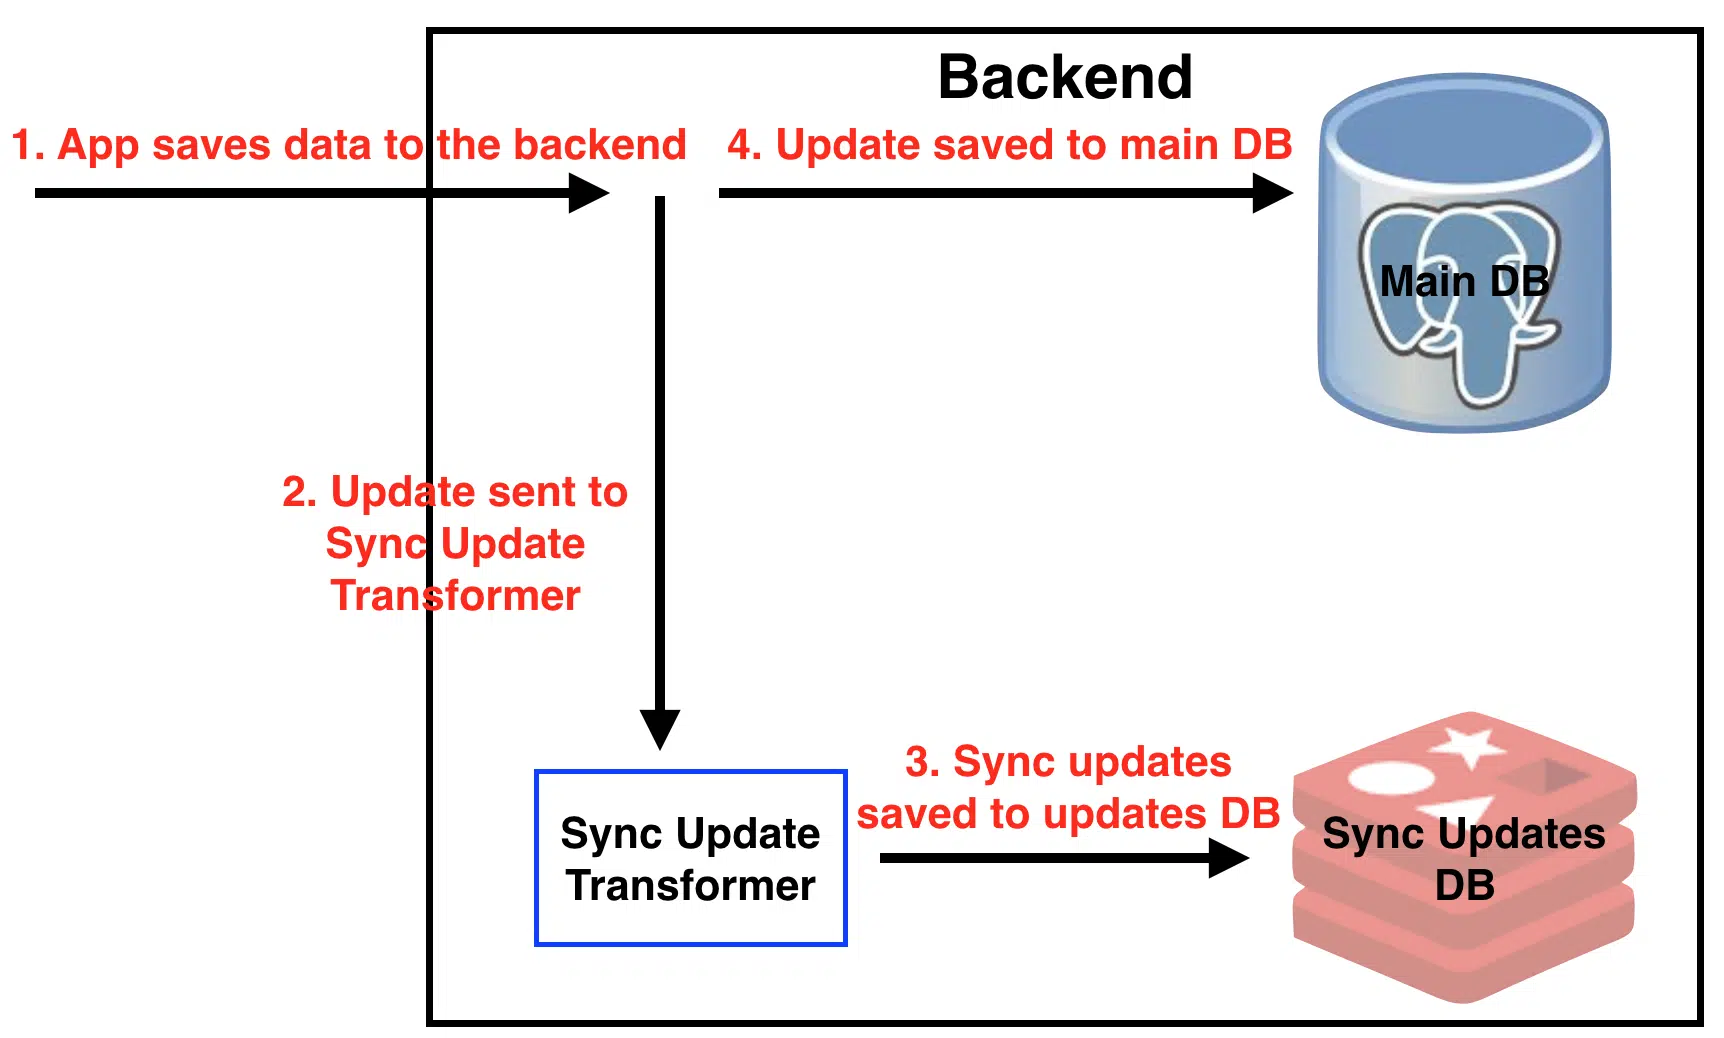 Backend
1. App saves data to the backend
4. Update saved to main DB
Main DB
2. Update sent to
Sync Update
Transformer
3. Sync updates
saved to updates DB
Sync Update
Transformer
Sync Updates
DB